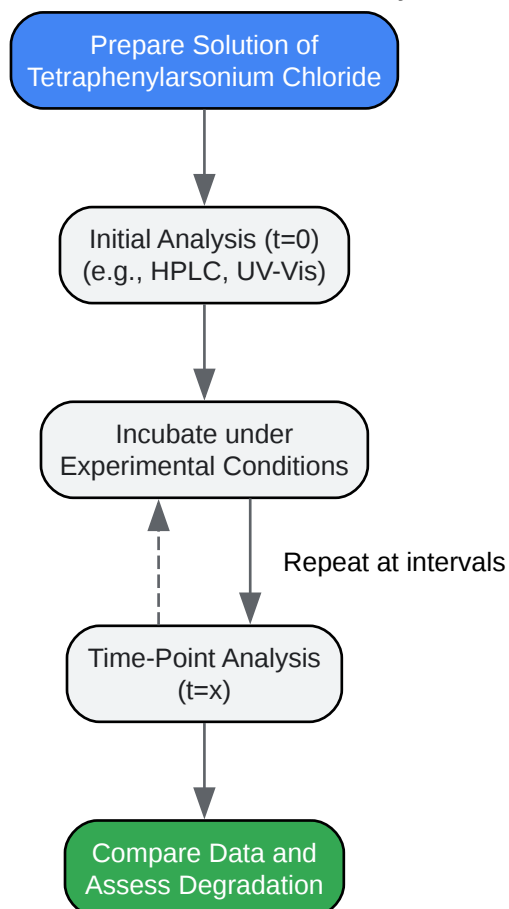 Prepare Solution of
Tetraphenylarsonium Chloride
Initial Analysis (t=0)
(e.g., HPLC, UV-Vis)
Incubate under
Experimental Conditions
Repeat at intervals
Time-Point Analysis
(t=x)
Compare Data and
Assess Degradation